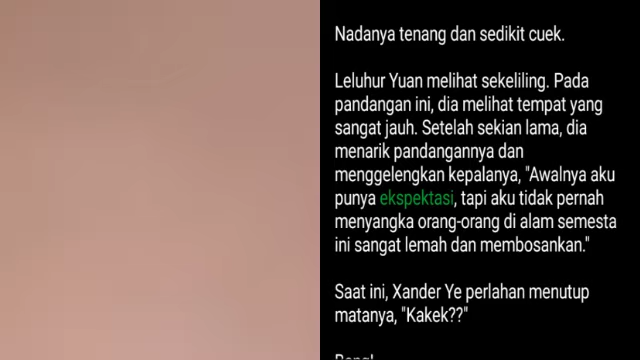 Nadanya tenang dan sedikit cuek.
Leluhur Yuan melihat sekeliling. Pada
pandangan ini, dia melihat tempat yang
sangat jauh. Setelah sekian lama, dia
menarik pandangannya dan
menggelengkan kepalanya, "Awalnya aku
punya ekspektasi, tapi aku tidak pernah
menyangka orang-orang di alam semesta
ini sangat lemah dan membosankan."
Saat ini, Xander Ye perlahan menutup
matanya, "Kakek??"